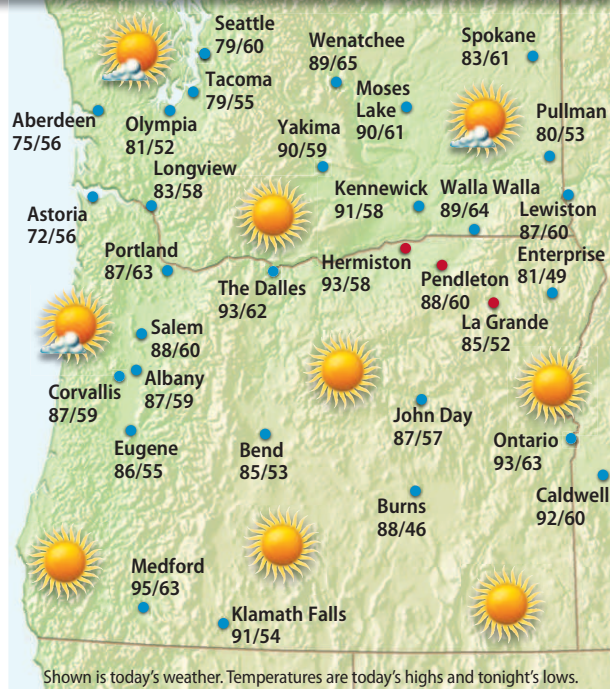 Seattle
79/60
Wenatchee
89/65
Spokane
83/61
Tacoma
79/55
Moses
Lake
90/61
Aberdeen
75/56
Olympia
81/52
Yakima
90/59
Pullman
80/53
Longview
83/58
Kennewick
91/58
Walla Walla
89/64
Lewiston
87/60
Astoria
72/56
Portland
87/63
The Dalles
93/62
Hermiston
93/58
Pendleton
88/60
Enterprise
81/49
La Grande
85/52
Salem
88/60
Albany
87/59
Corvallis
87/59
John Day
87/57
Eugene
86/55
Bend
85/53
Ontario
93/63
Caldwell
92/60
Burns
88/46
Medford
95/63
Klamath Falls
91/54
Shown is today's weather. Temperatures are today's highs and tonight's lows.